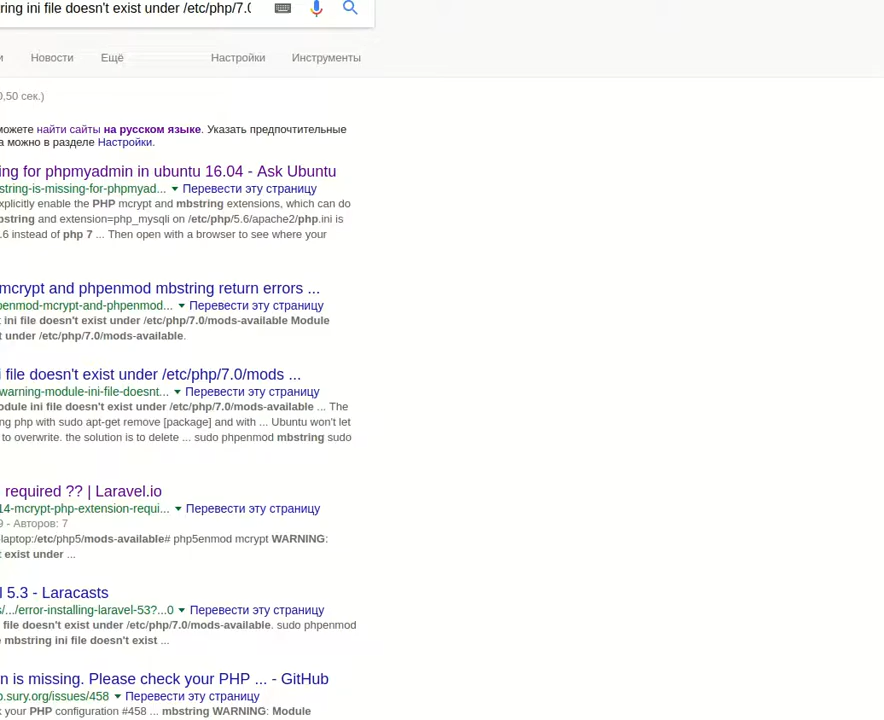 ring ini file doesn't exist under /etc/php/7.0
и Новости Ещё Настройки Инструменты
0,50 сек.)
можете найти сайты на русском языке. Указать предпочтительные
а можно в разделе Настройки.
ing for phpmyadmin in ubuntu 16.04 - Ask Ubuntu
string-is-missing-for-phpmyad... Перевести эту страницу
xplicitly enable the PHP mcrypt and mbstring extensions, which can do
bstring and extension=php_mysqli on /etc/php/5.6/apache2/php.ini is
.6 instead of php 7 ... Then open with a browser to see where your
mcrypt and phpenmod mbstring return errors ...
penmod-mcrypt-and-phpenmod... Перевести эту страницу
t ini file doesn't exist under /etc/php/7.0/mods-available Module
t under /etc/php/7.0/mods-available.
i file doesn't exist under /etc/php/7.0/mods ...
warning-module-ini-file-doesnt... Перевести эту страницу
odule ini file doesn't exist under /etc/php/7.0/mods-available ... The
ng php with sudo apt-get remove [package] and with ... Ubuntu won't let
to overwrite. the solution is to delete ... sudo phpenmod mbstring sudo
required ?? | Laravel.io
14-mcrypt-php-extension-requi... Перевести эту страницу
9 - Авторов: 7
laptop:/etc/php5/mods-available# php5enmod mcrypt WARNING:
t exist under ...
l 5.3 - Laracasts
s/.../error-installing-laravel-53?...0 Перевести эту страницу
file doesn't exist under /etc/php/7.0/mods-available. sudo phpenmod
e mbstring ini file doesn't exist ...
n is missing. Please check your PHP ... - GitHub
p.sury.org/issues/458 Перевести эту страницу
k your PHP configuration #458 ... mbstring WARNING: Module